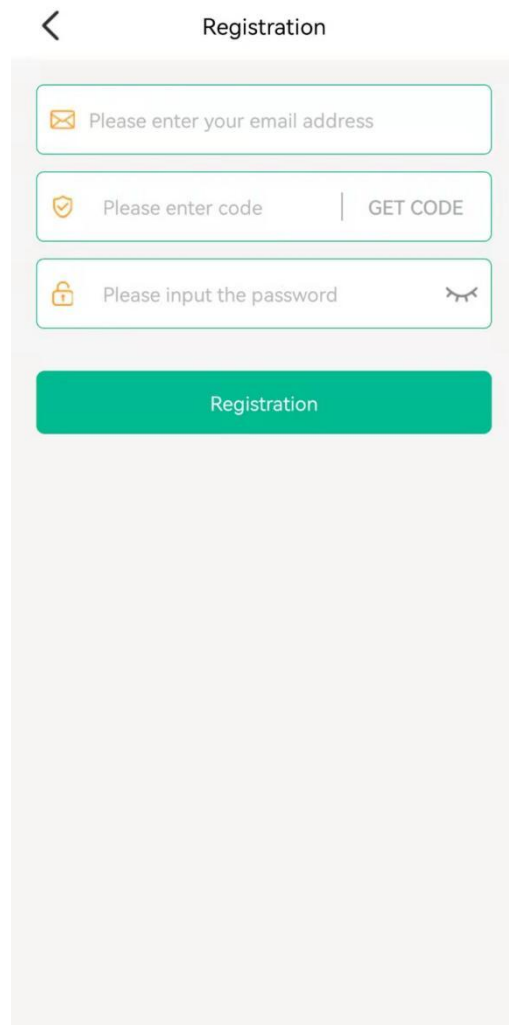 Registration
Please enter your email address
Please enter code | GET CODE
Please input the password
Registration